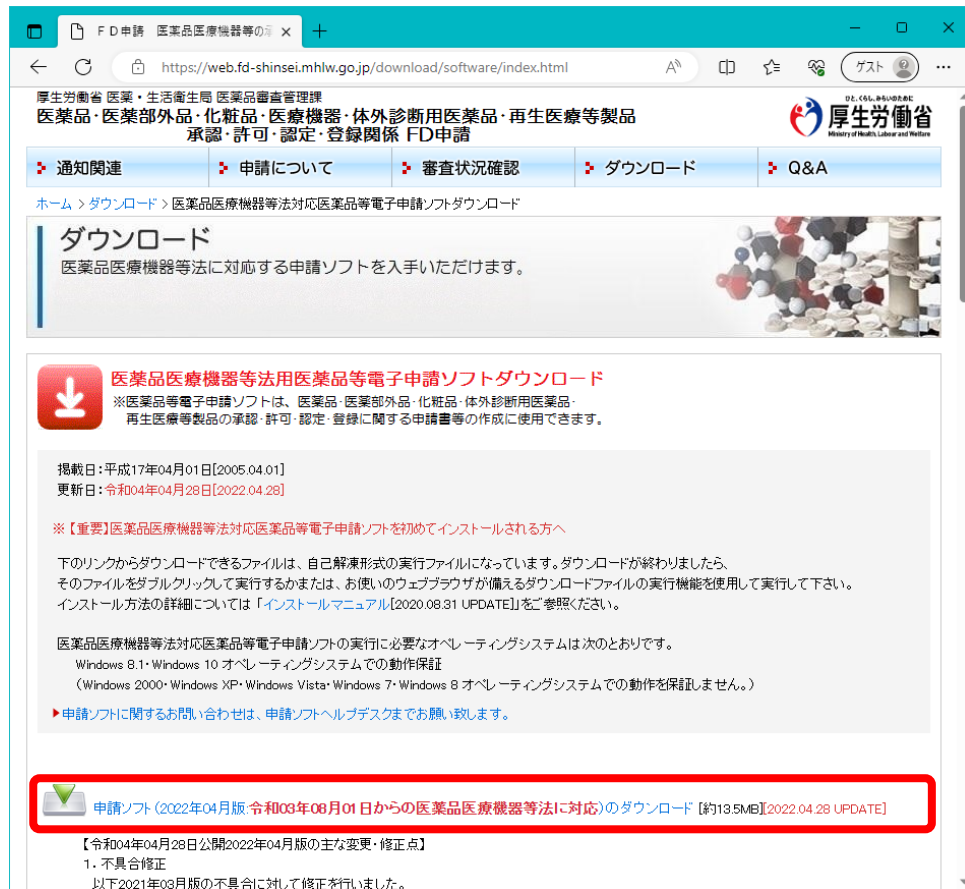 FD申請 医薬品医療機器等の
https://web.fd-shinsei.mhlw.go.jp/download/software/index.html
ゲスト
厚生労働省 医薬・生活衛生局 医薬品審査管理課
医薬品・医薬部外品・化粧品・医療機器・体外診断用医薬品・再生医療等製品
承認・許可・認定・登録関係 FD申請
ひと、くらし、みらいのために
厚生労働省
Ministry of Health, Labour and Welfare
通知関連 申請について 審査状況確認 ダウンロード Q&A
ホーム > ダウンロード > 医薬品医療機器等法対応医薬品等電子申請ソフトダウンロード
ダウンロード
医薬品医療機器等法に対応する申請ソフトを入手いただけます。
医薬品医療機器等法用医薬品等電子申請ソフトダウンロード
※医薬品等電子申請ソフトは、医薬品・医薬部外品・化粧品・体外診断用医薬品・
再生医療等製品の承認・許可・認定・登録に関する申請書等の作成に使用できます。
掲載日:平成17年04月01日[2005.04.01]
更新日:令和04年04月28日[2022.04.28]
※【重要】医薬品医療機器等法対応医薬品等電子申請ソフトを初めてインストールされる方へ
下のリンクからダウンロードできるファイルは、自己解凍形式の実行ファイルになっています。ダウンロードが終わりましたら、
そのファイルをダブルクリックして実行するかまたは、お使いのウェブブラウザが備えるダウンロードファイルの実行機能を使用して実行して下さい。
インストール方法の詳細については「インストールマニュアル[2020.08.31 UPDATE]」をご参照ください。
医薬品医療機器等法対応医薬品等電子申請ソフトの実行に必要なオペレーティングシステムは次のとおりです。
Windows 8.1・Windows 10 オペレーティングシステムでの動作保証
(Windows 2000・Windows XP・Windows Vista・Windows 7・Windows 8 オペレーティングシステムでの動作を保証しません。)
▶申請ソフトに関するお問い合わせは、申請ソフトヘルプデスクまでお願い致します。
申請ソフト(2022年04月版:令和03年08月01日からの医薬品医療機器等法に対応)のダウンロード [約13.5MB][2022.04.28 UPDATE]
【令和04年04月28日公開2022年04月版の主な変更・修正点】
1. 不具合修正
以下2021年03月版の不具合に対して修正を行いました。